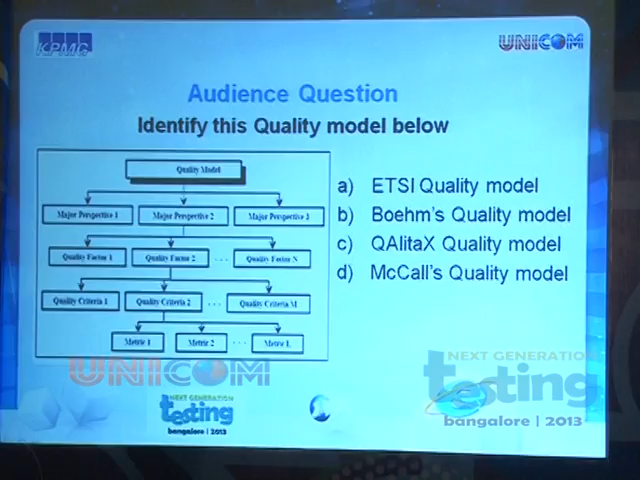 KPMG
UNICOM
Audience Question
Identify this Quality model below
Quality Model
Major Perspective 1
Major Perspective 2
Major Perspective 3
Quality Factor 1
Quality Factor 2
. . .
Quality Factor N
Quality Criteria 1
Quality Criteria 2
. . .
Quality Criteria M
Metric 1
Metric 2
. . .
Metric L
a) ETSI Quality model
b) Boehm's Quality model
c) QAlitaX Quality model
d) McCall's Quality model
UNICOM
NEXT GENERATION
testing
bangalore | 2013
NEXT GENERATION
testing
bangalore | 2013